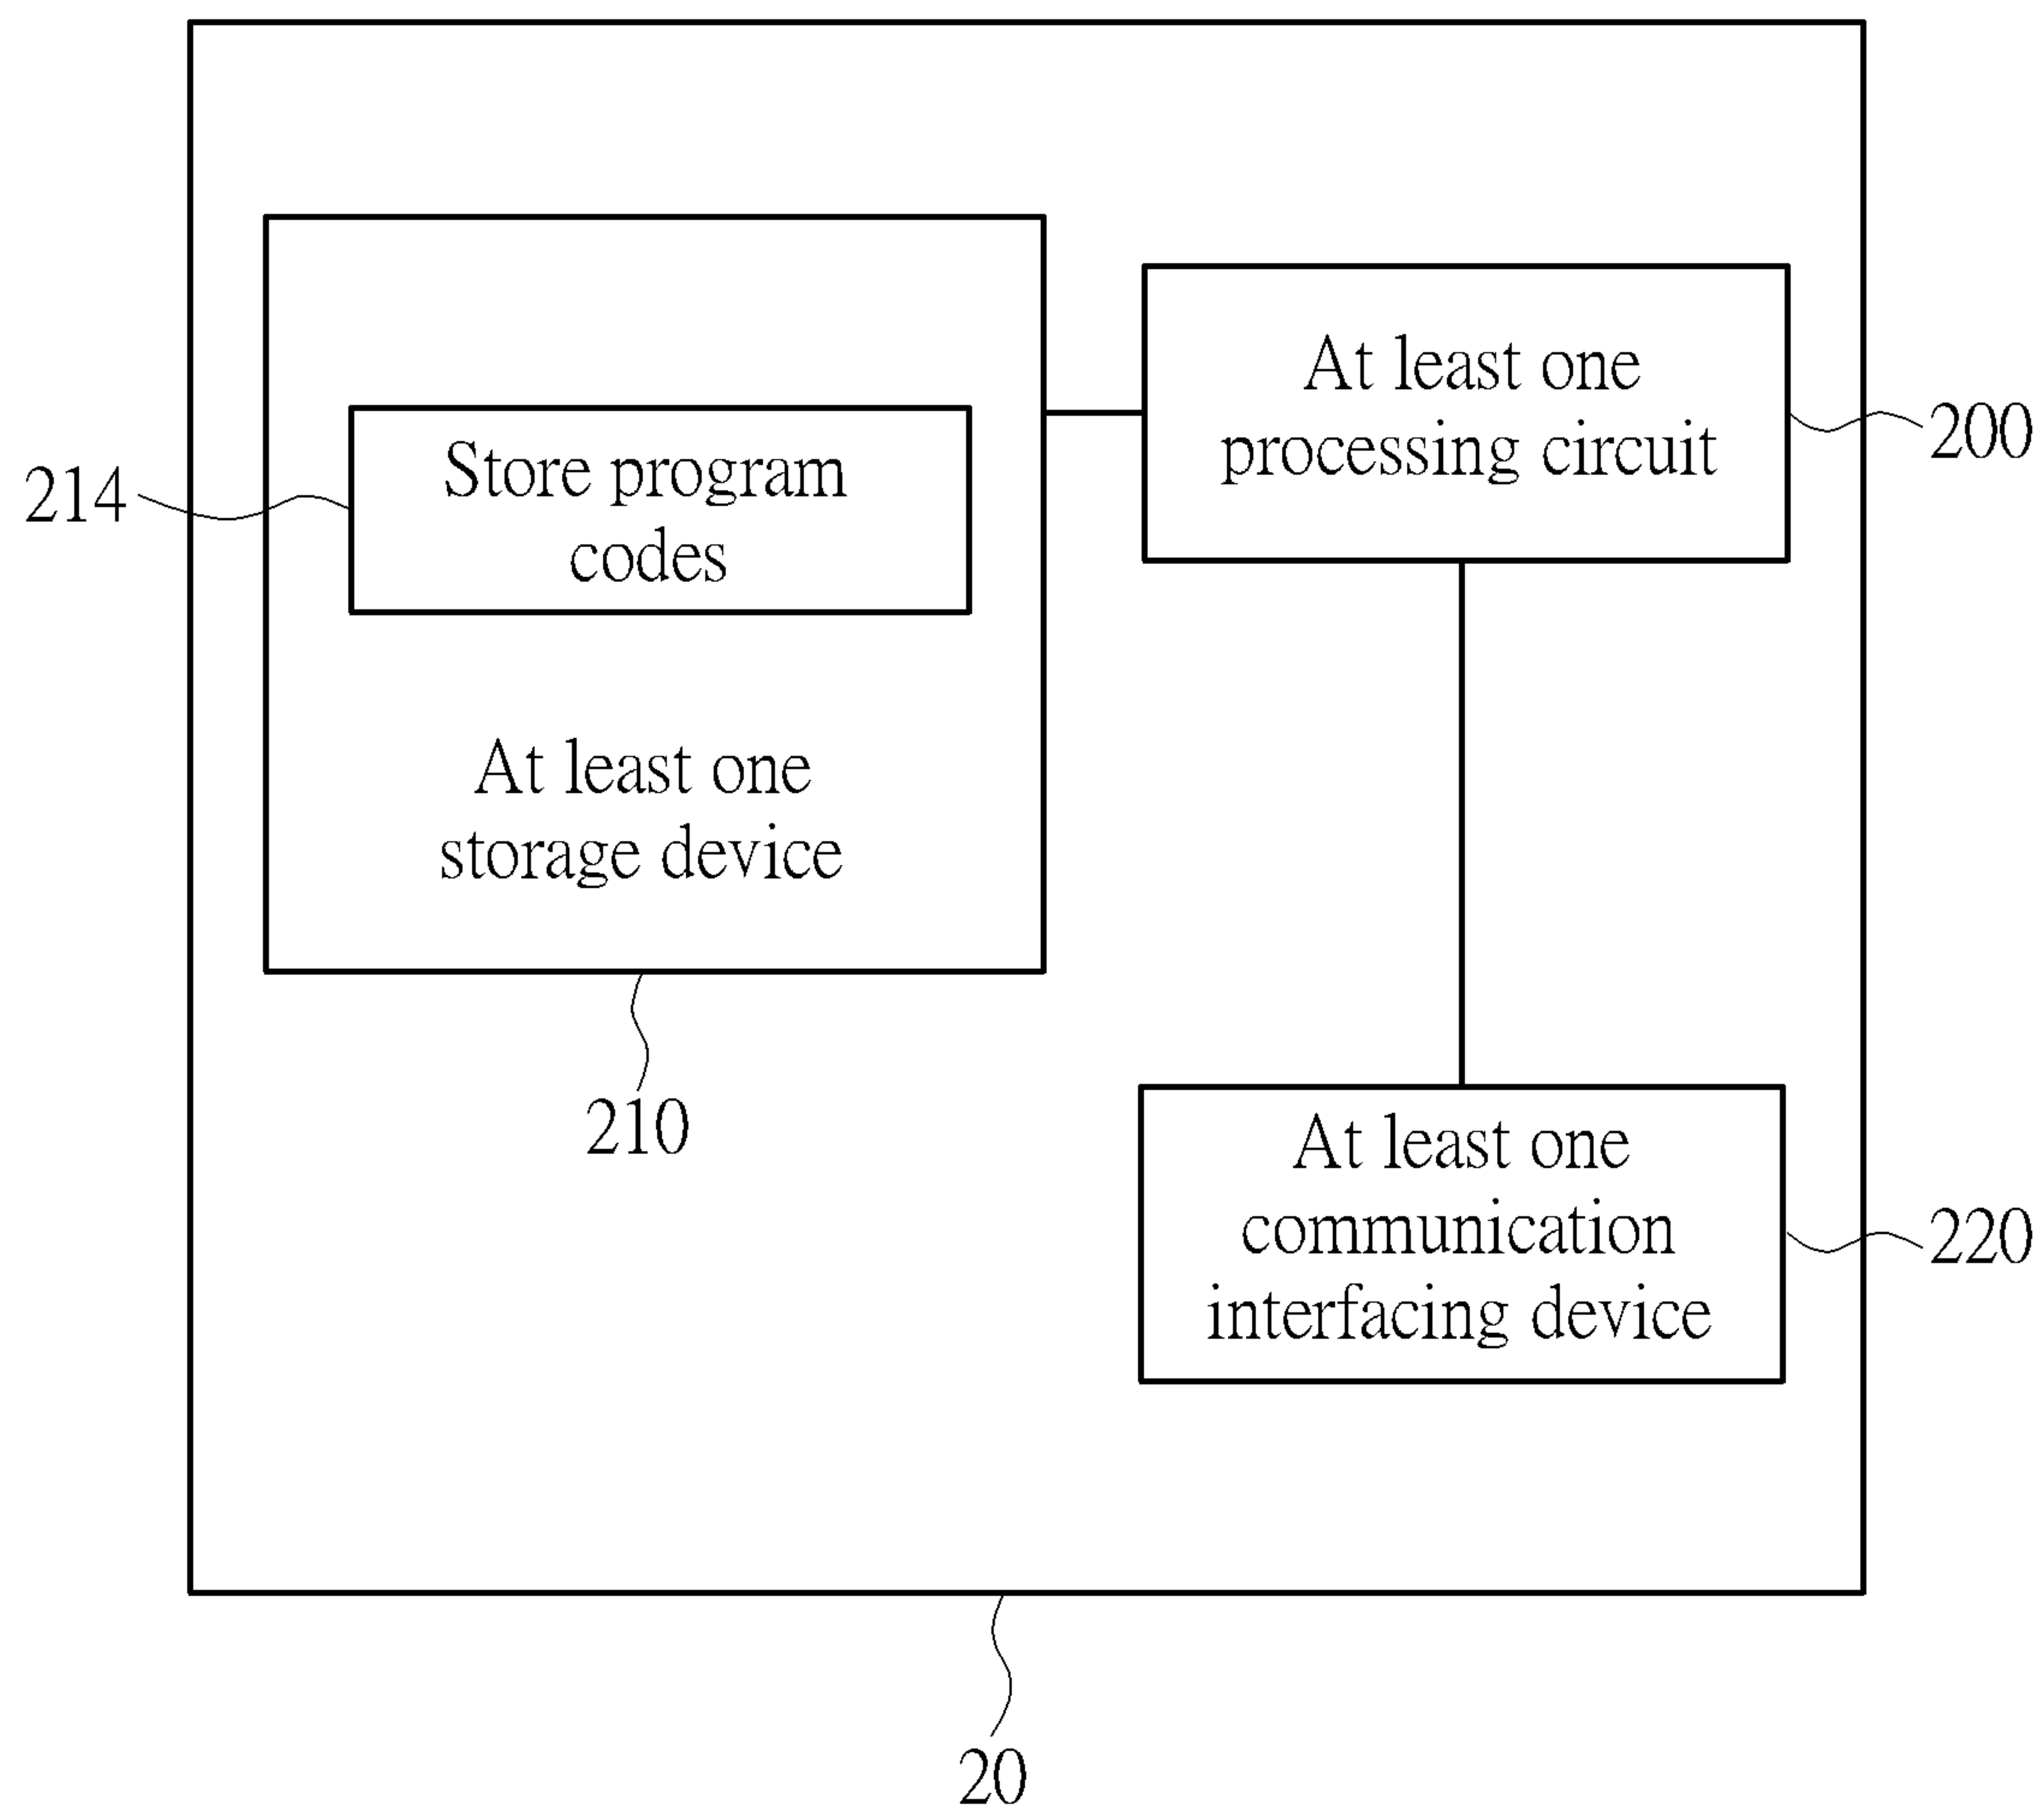 At least one
processing circuit
200
Store program
codes
214
At least one
storage device
210
At least one
communication
interfacing device
220
20